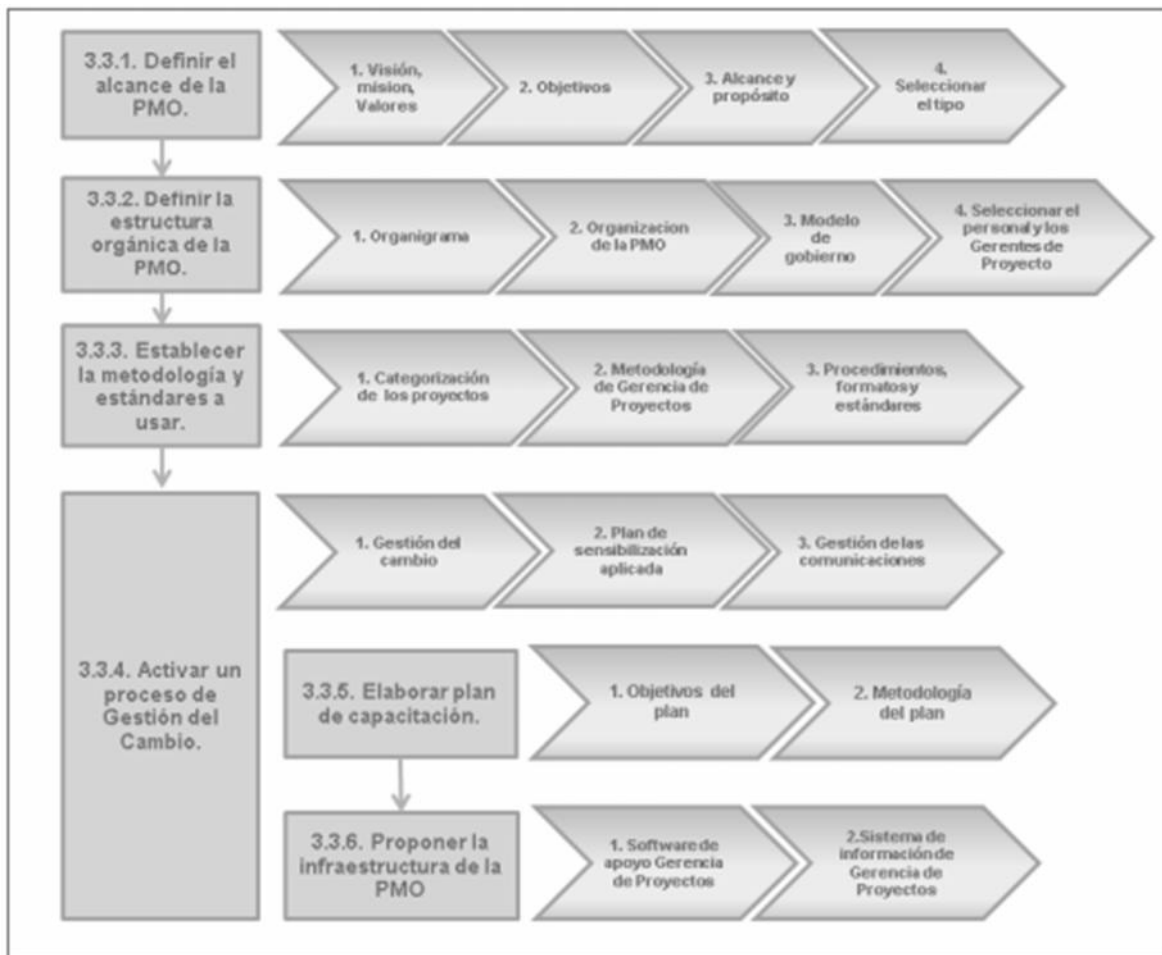 3.3.1. Definir el
alcance de la
PMO.
1. Visión,
mision,
Valores
2. Objetivos
3. Alcance y
propósito
4.
Seleccionar
el tipo
3.3.2. Definir la
estructura
orgánica de la
PMO.
1. Organigrama
2. Organizacion
de la PMO
3. Modelo
de
gobierno
4. Seleccionar el
personal y los
Gerentes de
Proyecto
3.3.3. Establecer
la metodología y
estándares a
usar.
1. Categorización
de los proyectos
2. Metodología
de Gerencia de
Proyectos
3. Procedimientos,
formatos y
estándares
3.3.4. Activar un
proceso de
Gestión del
Cambio.
1. Gestión del
cambio
2. Plan de
sensibilización
aplicada
3. Gestión de las
comunicaciones
3.3.5. Elaborar plan
de capacitación.
1. Objetivos del
plan
2. Metodología
del plan
3.3.6. Proponer la
infraestructura de la
PMO
1. Software de
apoyo Gerencia
de Proyectos
2.Sistema de
información de
Gerencia de
Proyectos